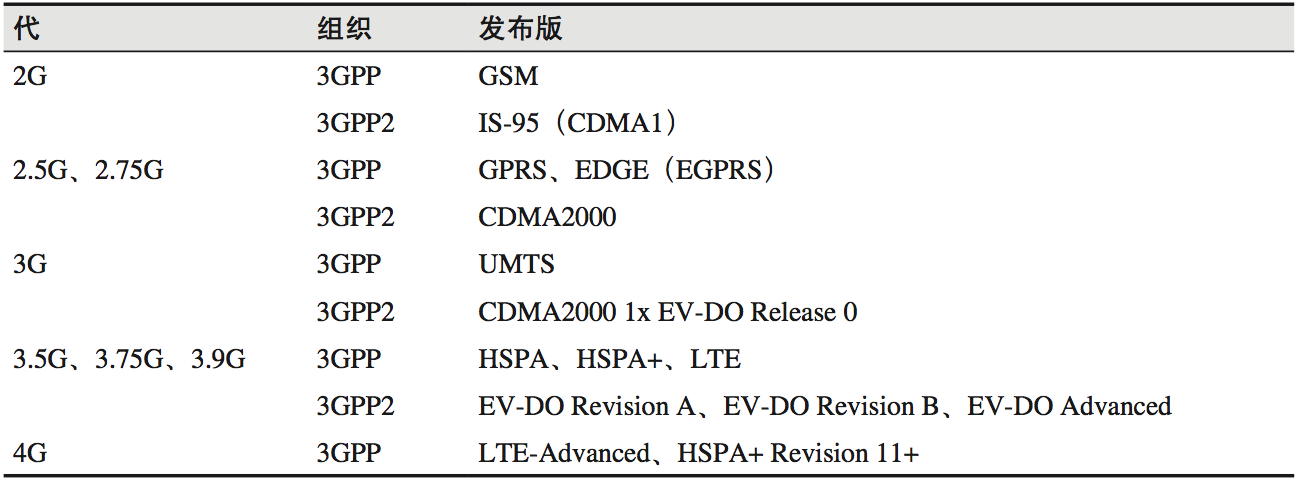 代 组织 发布版
2G 3GPP GSM
3GPP2 IS-95（CDMA1）
2.5G、2.75G 3GPP GPRS、EDGE（EGPRS）
3GPP2 CDMA2000
3G 3GPP UMTS
3GPP2 CDMA2000 1x EV-DO Release 0
3.5G、3.75G、3.9G 3GPP HSPA、HSPA+、LTE
3GPP2 EV-DO Revision A、EV-DO Revision B、EV-DO Advanced
4G 3GPP LTE-Advanced、HSPA+ Revision 11+